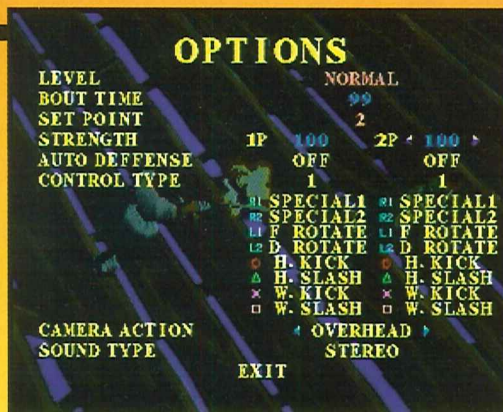 OPTIONS
LEVEL NORMAL
BOUT TIME 99
SET POINT 2
STRENGTH 1P 100 2P 100
AUTO DEFFENSE OFF OFF
CONTROL TYPE 1 1
R1 SPECIAL1 R1 SPECIAL1
R2 SPECIAL2 R2 SPECIAL2
L1 F ROTATE L1 F ROTATE
L2 D ROTATE L2 D ROTATE
H. KICK H. KICK
H. SLASH H. SLASH
W. KICK W. KICK
W. SLASH W. SLASH
CAMERA ACTION OVERHEAD
SOUND TYPE STEREO
EXIT